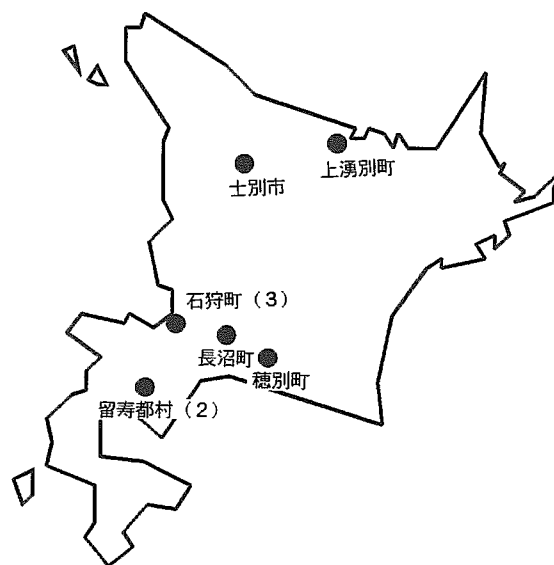 上湧別町
士別市
石狩町（3）
長沼町
穂別町
留寿都村（2）